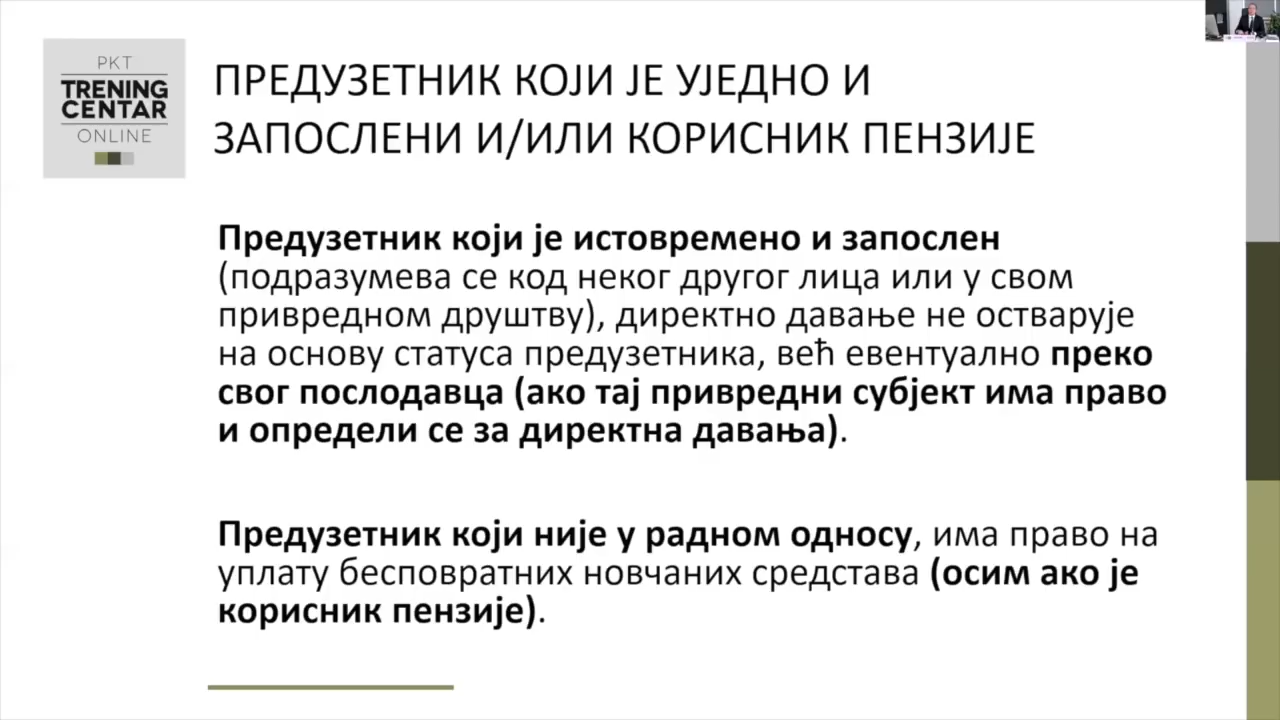 PKT
TRENING
CENTAR
ONLINE
ПРЕДУЗЕТНИК КОЈИ ЈЕ УЈЕДНО И
ЗАПОСЛЕНИ И/ИЛИ КОРИСНИК ПЕНЗИЈЕ
Предузетник који је истовремено и запослен
(подразумева се код неког другог лица или у свом
привредном друштву), директно давање не остварује
на основу статуса предузетника, већ евентуално преко
свог послодавца (ако тај привредни субјект има право
и определи се за директна давања).
Предузетник који није у радном односу, има право на
уплату бесповратних новчаних средстава (осим ако је
корисник пензије).